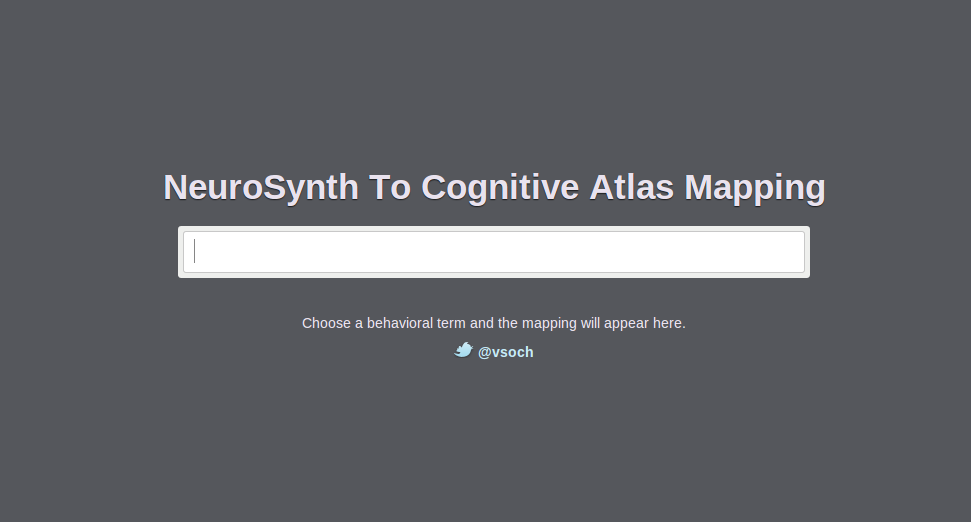 NeuroSynth To Cognitive Atlas Mapping
Choose a behavioral term and the mapping will appear here.
@vsoch